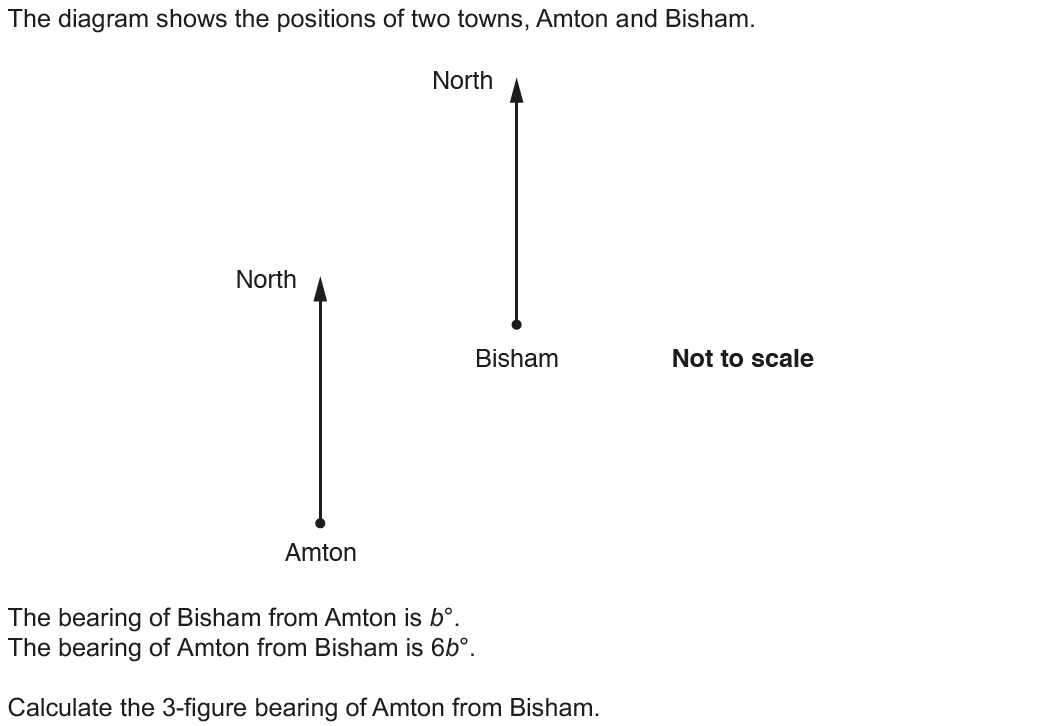 The diagram shows the positions of two towns, Amton and Bisham.
North
North
Bisham
Not to scale
Amton
The bearing of Bisham from Amton is b°.
The bearing of Amton from Bisham is 6b°.
Calculate the 3-figure bearing of Amton from Bisham.